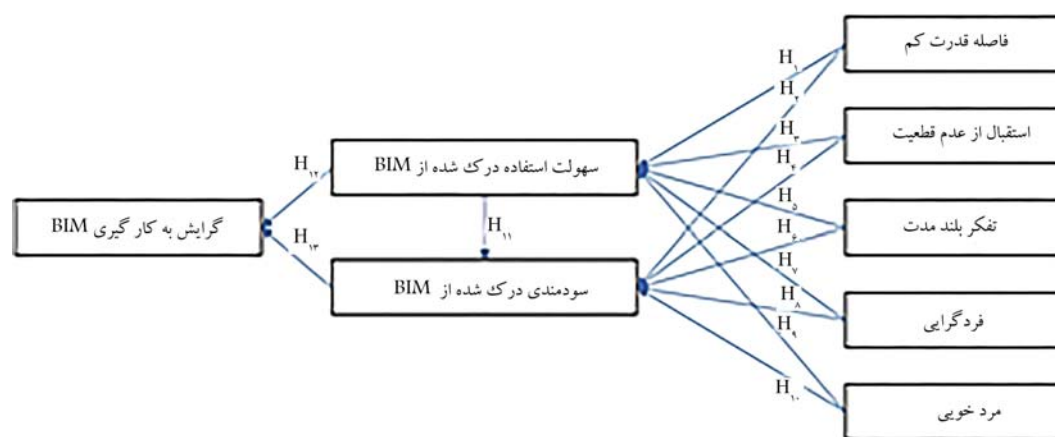 فاصله قدرت کم
استقبال از عدم قطعیت
تفکر بلند مدت
فردگرایی
مرد خویی
H۱
H۲
H۳
H۴
H۵
H۶
H۷
H۸
H۹
H۱۰
سهولت استفاده درک شده از BIM
H۱۱
سودمندی درک شده از BIM
H۱۲
H۱۳
گرایش به کار گیری BIM